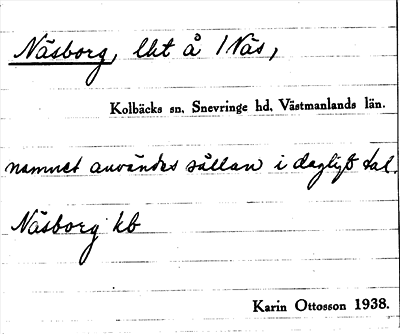 Näsborg, lht å 1 Näs,
Kolbäcks sn. Snevringe hd. Västmanlands län.
namnet användes sällan i dagligt tal.
Näsborg kb
Karin Ottosson 1938.